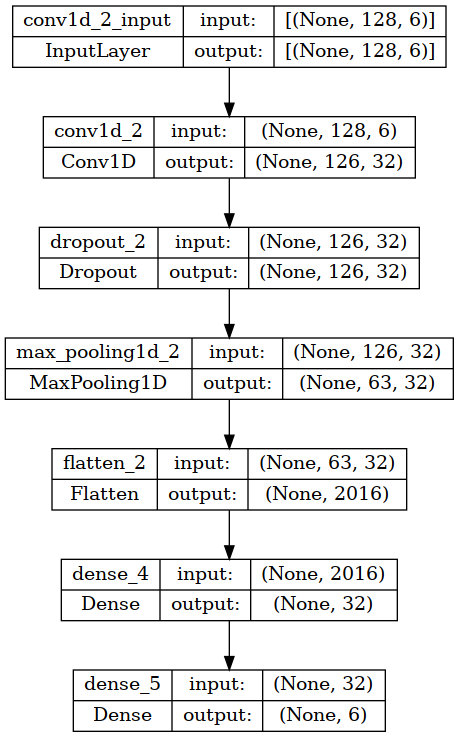 conv1d_2_input input: [(None, 128, 6)]
InputLayer output: [(None, 128, 6)]
conv1d_2 input: (None, 128, 6)
Conv1D output: (None, 126, 32)
dropout_2 input: (None, 126, 32)
Dropout output: (None, 126, 32)
max_pooling1d_2 input: (None, 126, 32)
MaxPooling1D output: (None, 63, 32)
flatten_2 input: (None, 63, 32)
Flatten output: (None, 2016)
dense_4 input: (None, 2016)
Dense output: (None, 32)
dense_5 input: (None, 32)
Dense output: (None, 6)